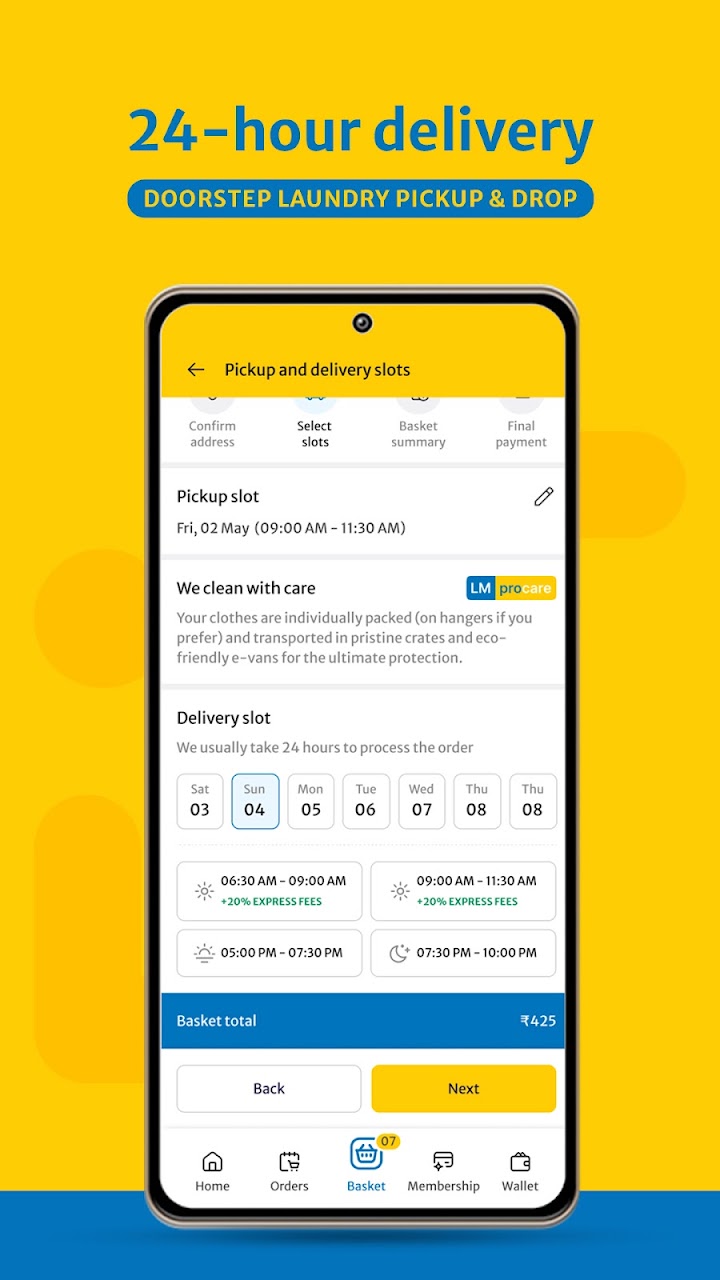 24-hour delivery
DOORSTEP LAUNDRY PICKUP & DROP
Pickup and delivery slots
Confirm address
Select slots
Basket summary
Final payment
Pickup slot
Fri, 02 May (09:00 AM – 11:30 AM)
We clean with care
LM procare
Your clothes are individually packed (on hangers if you
prefer) and transported in pristine crates and eco-
friendly e-vans for the ultimate protection.
Delivery slot
We usually take 24 hours to process the order
Sat Sun Mon Tue Wed Thu Thu
03 04 05 06 07 08 08
06:30 AM – 09:00 AM
+20% EXPRESS FEES
09:00 AM – 11:30 AM
+20% EXPRESS FEES
05:00 PM – 07:30 PM
07:30 PM – 10:00 PM
Basket total ₹425
Back Next
07
Home Orders Basket Membership Wallet